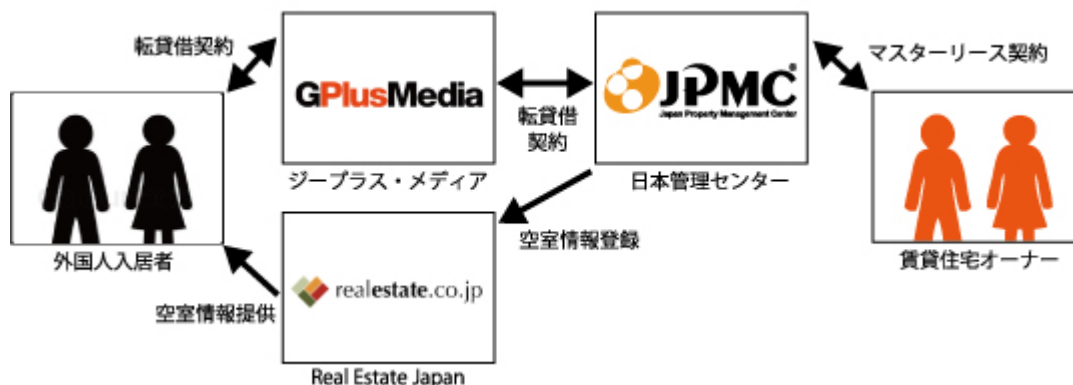 転貸借契約
GPlusMedia
JPMC®
Japan Property Management Center
マスターリース契約
転貸借
契約
ジープラス・メディア
日本管理センター
空室情報登録
外国人入居者
賃貸住宅オーナー
realestate.co.jp
空室情報提供
Real Estate Japan